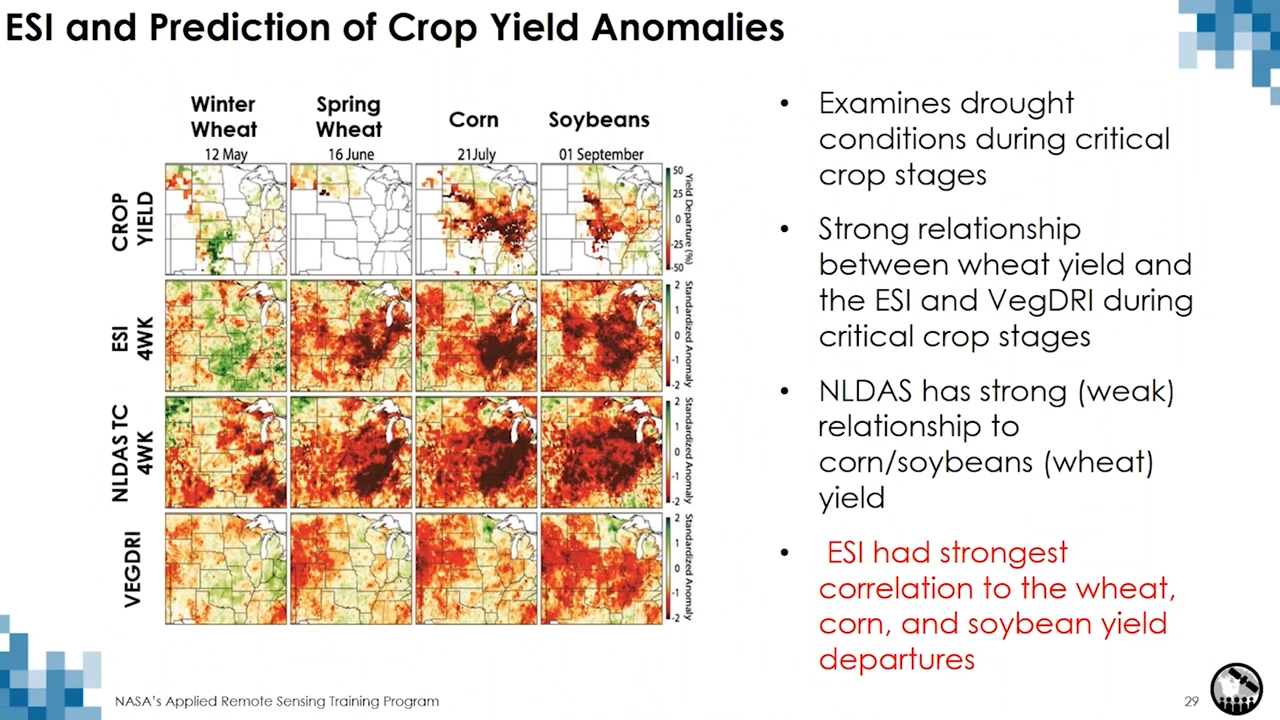 ESI and Prediction of Crop Yield Anomalies
Winter
Wheat
Spring
Wheat
Corn
Soybeans
12 May
16 June
21July
01 September
CROP
YIELD
50
25
0
-25
-50
Yield Departure (%)
ESI
4WK
2
1
0
-1
-2
Standardized Anomaly
NLDAS TC
4WK
2
1
0
-1
-2
Standardized Anomaly
VEGDRI
2
1
0
-1
-2
Standardized Anomaly
• Examines drought
conditions during critical
crop stages
• Strong relationship
between wheat yield and
the ESI and VegDRI during
critical crop stages
• NLDAS has strong (weak)
relationship to
corn/soybeans (wheat)
yield
• ESI had strongest
correlation to the wheat,
corn, and soybean yield
departures
NASA's Applied Remote Sensing Training Program
29